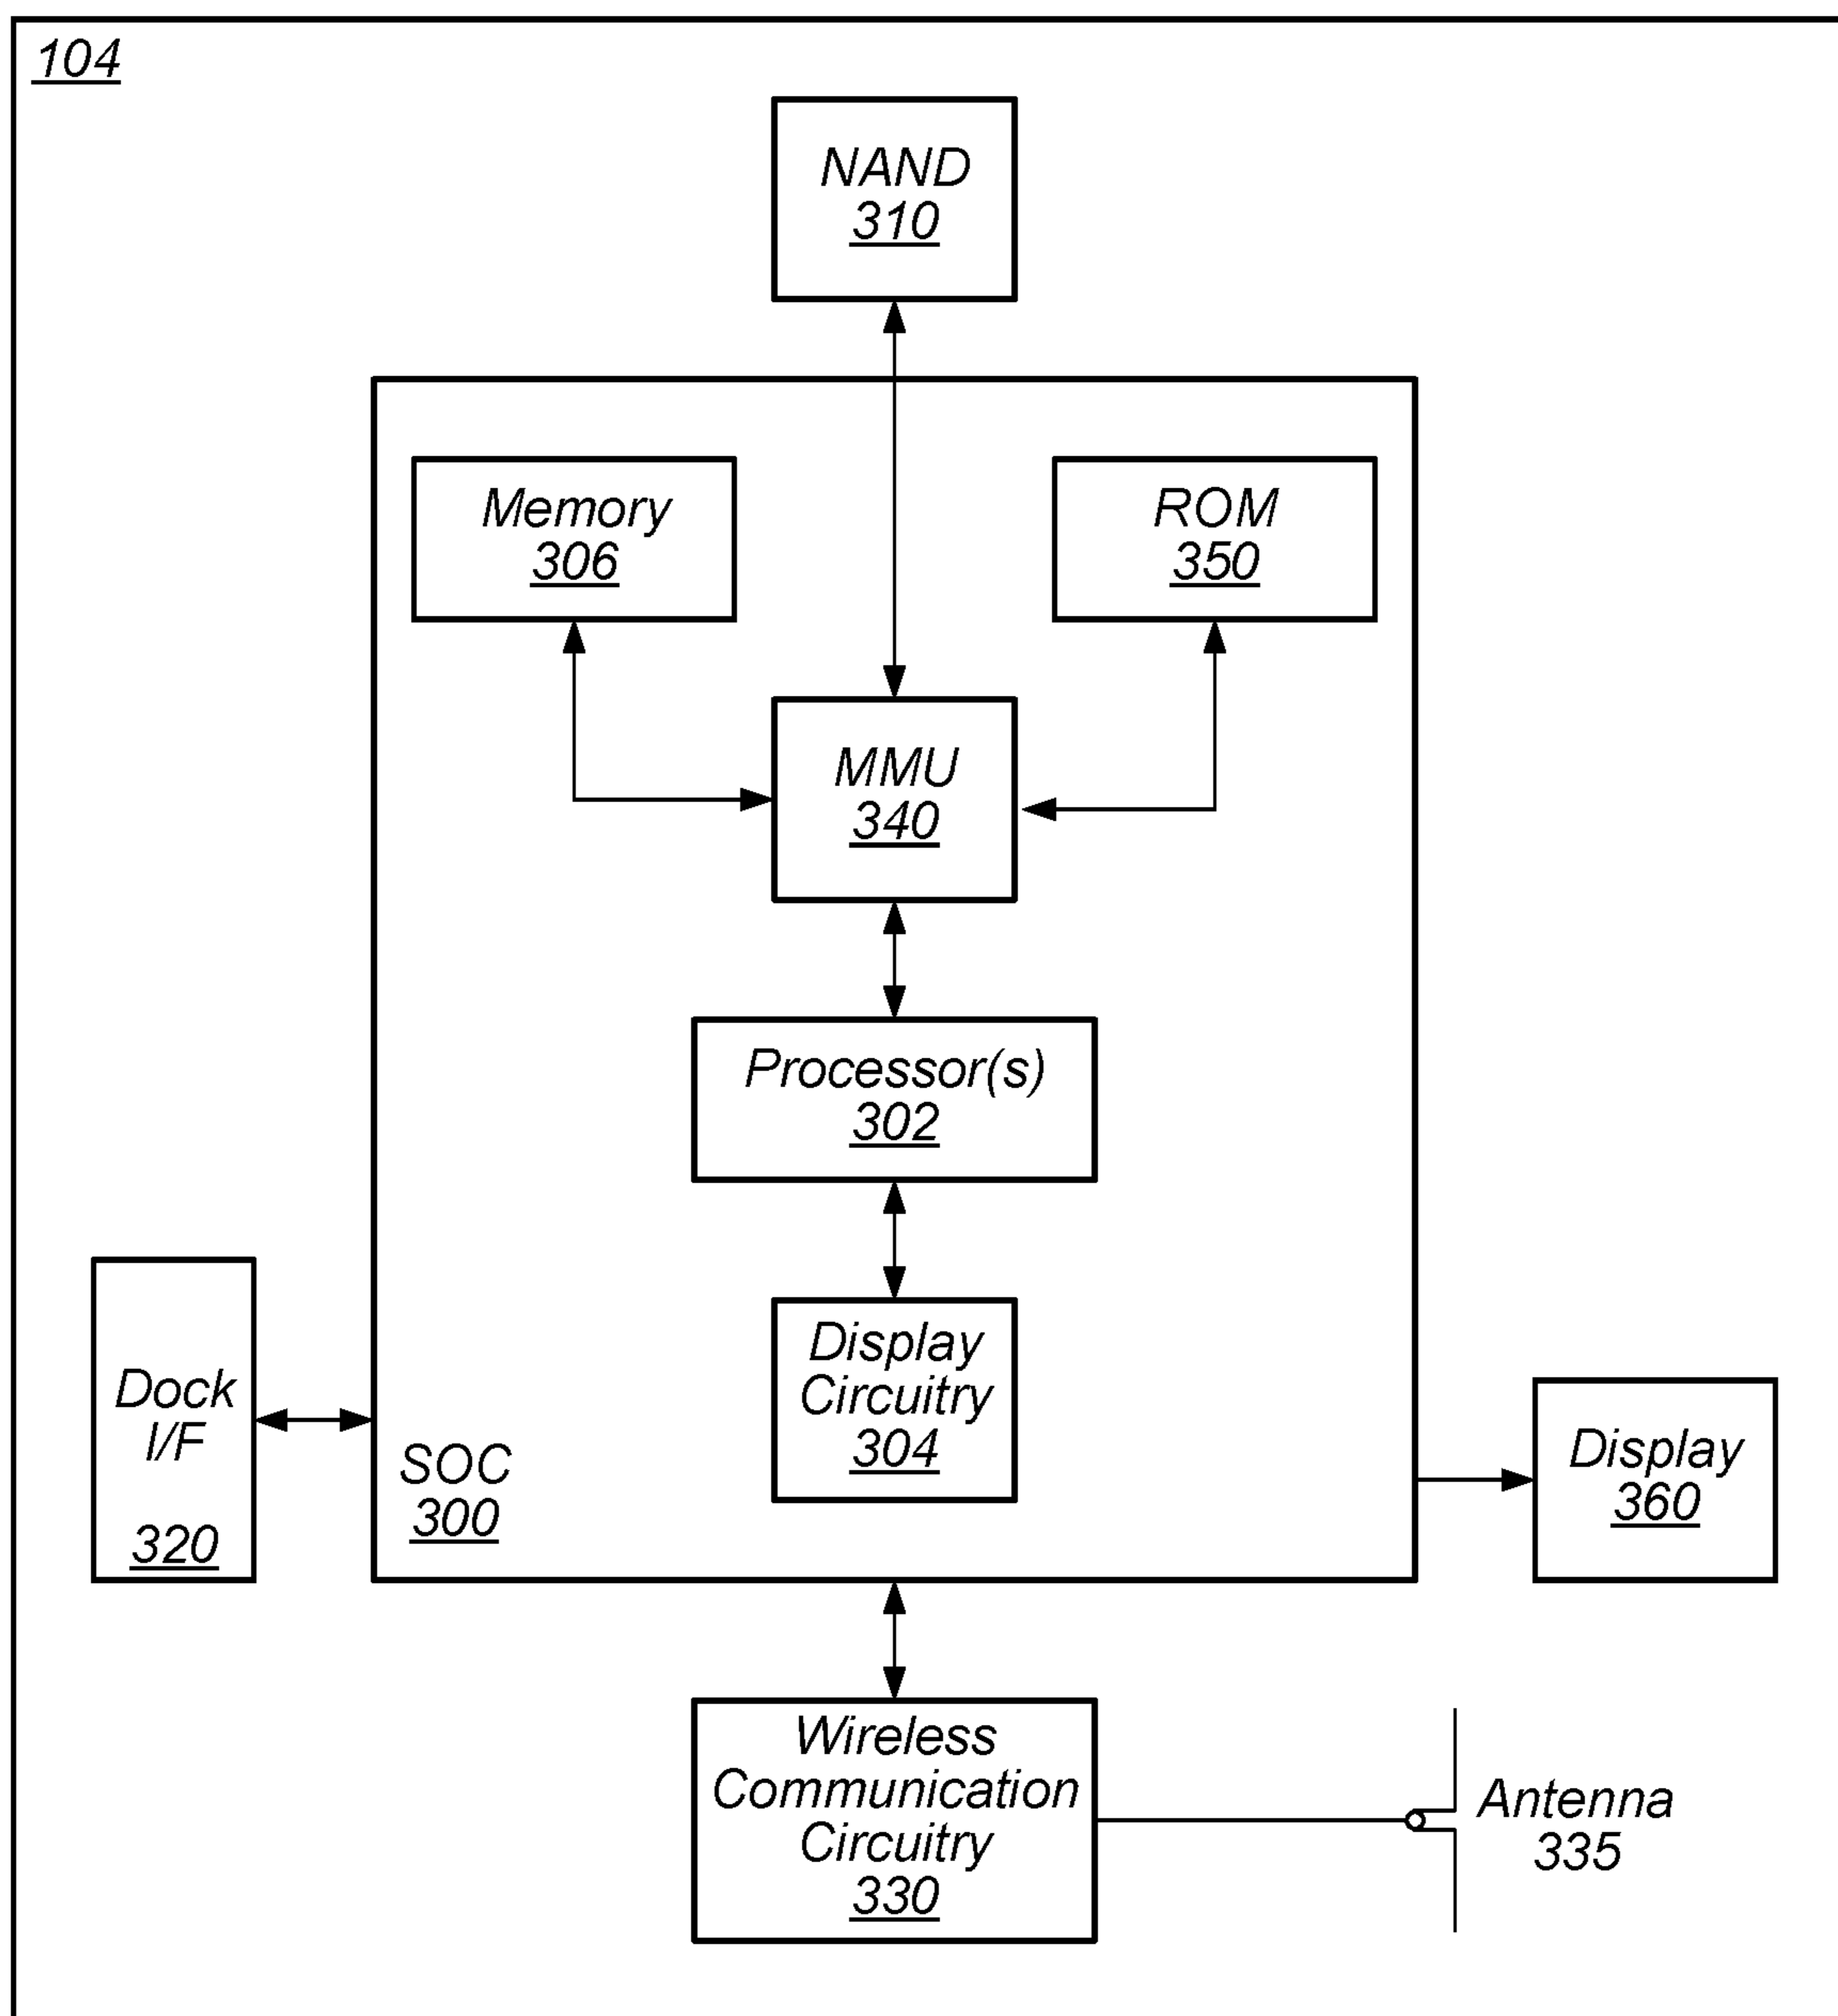 104
NAND
310
Memory
306
ROM
350
MMU
340
Processor(s)
302
Display
Circuitry
304
Dock
I/F
320
SOC
300
Display
360
Wireless
Communication
Circuitry
330
Antenna
335